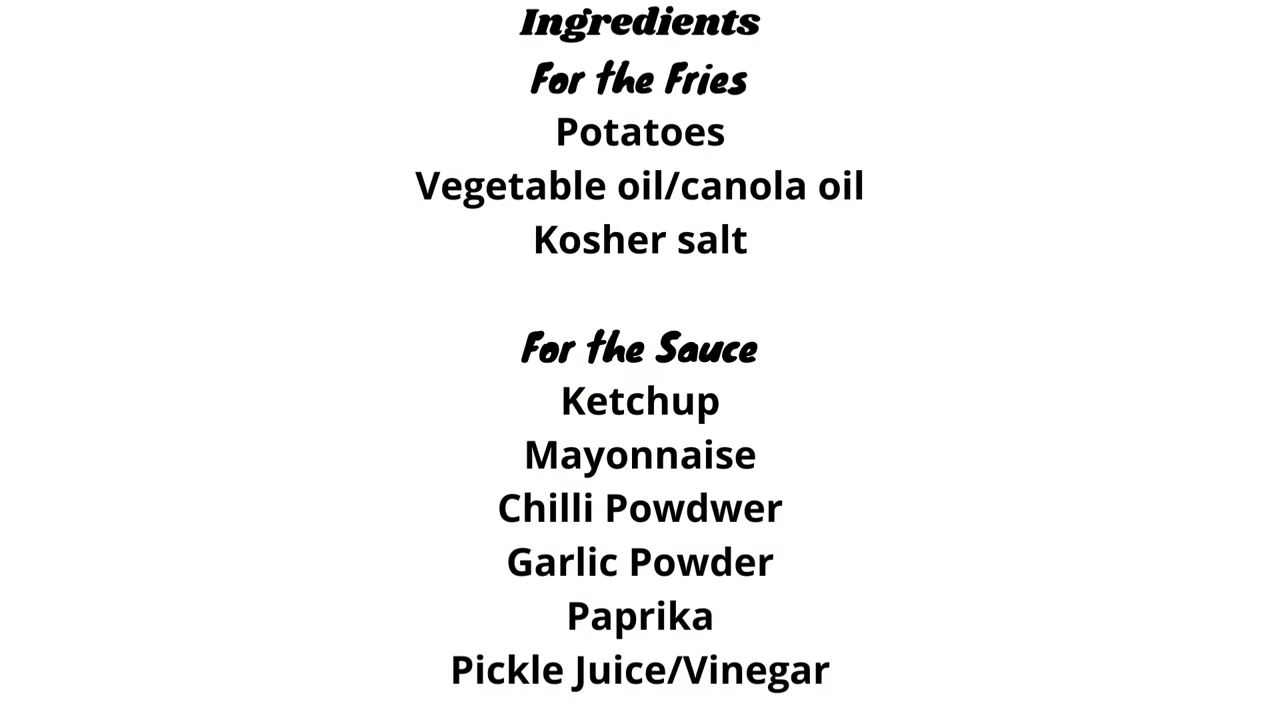 Ingredients
For the Fries
Potatoes
Vegetable oil/canola oil
Kosher salt
For the Sauce
Ketchup
Mayonnaise
Chilli Powdwer
Garlic Powder
Paprika
Pickle Juice/Vinegar